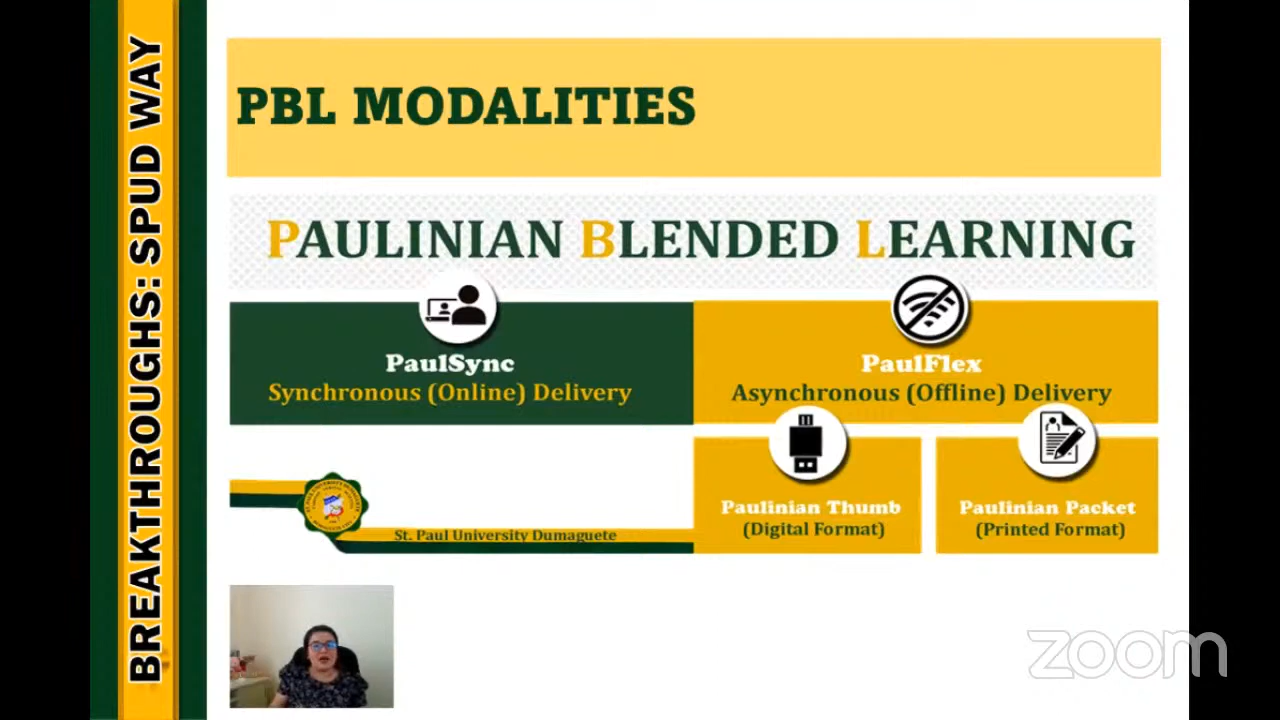 BREAKTHROUGHS: SPUD WAY
PBL MODALITIES
PAULINIAN BLENDED LEARNING
PaulSync
Synchronous (Online) Delivery
PaulFlex
Asynchronous (Offline) Delivery
Paulinian Thumb
(Digital Format)
Paulinian Packet
(Printed Format)
St. Paul University Dumaguete
zoom